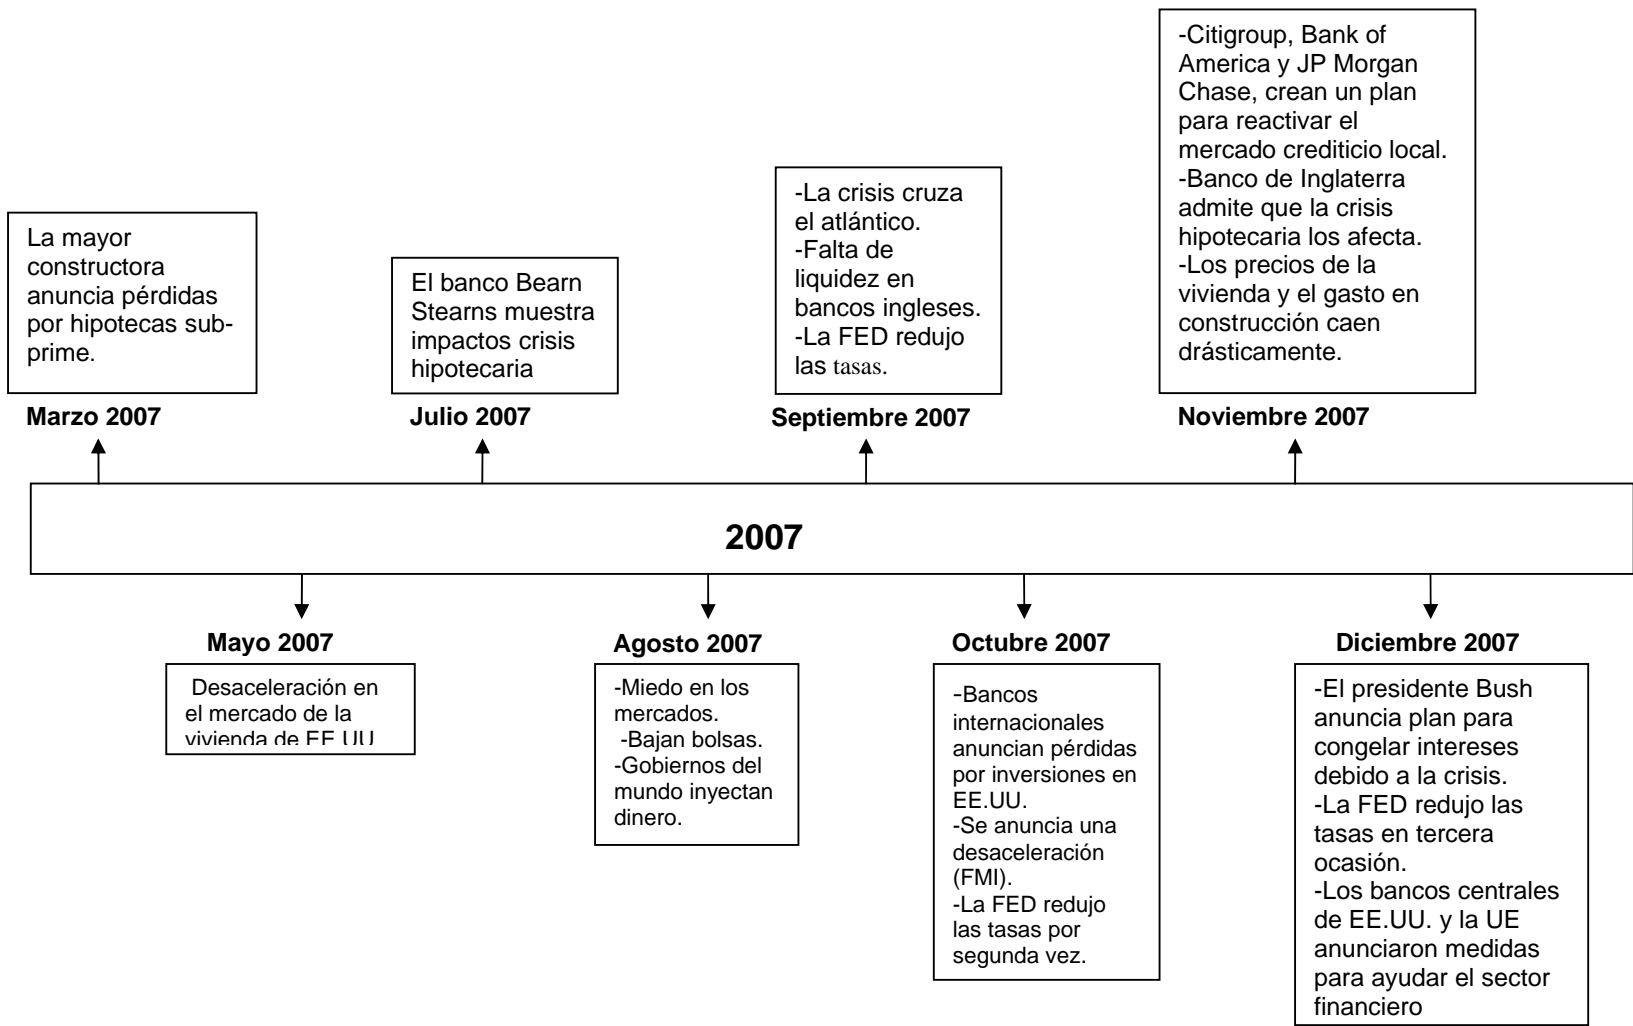 La mayor
constructora
anuncia pérdidas
por hipotecas sub-
prime.
Marzo 2007
El banco Bearn
Stearns muestra
impactos crisis
hipotecaria
Julio 2007
-La crisis cruza
el atlántico.
-Falta de
liquidez en
bancos ingleses.
-La FED redujo
las tasas.
Septiembre 2007
-Citigroup, Bank of
America y JP Morgan
Chase, crean un plan
para reactivar el
mercado crediticio local.
-Banco de Inglaterra
admite que la crisis
hipotecaria los afecta.
-Los precios de la
vivienda y el gasto en
construcción caen
drásticamente.
Noviembre 2007
2007
Mayo 2007
Desaceleración en
el mercado de la
vivienda de EE.UU
Agosto 2007
-Miedo en los
mercados.
-Bajan bolsas.
-Gobiernos del
mundo inyectan
dinero.
Octubre 2007
-Bancos
internacionales
anuncian pérdidas
por inversiones en
EE.UU.
-Se anuncia una
desaceleración
(FMI).
-La FED redujo
las tasas por
segunda vez.
Diciembre 2007
-El presidente Bush
anuncia plan para
congelar intereses
debido a la crisis.
-La FED redujo las
tasas en tercera
ocasión.
-Los bancos centrales
de EE.UU. y la UE
anunciaron medidas
para ayudar el sector
financiero